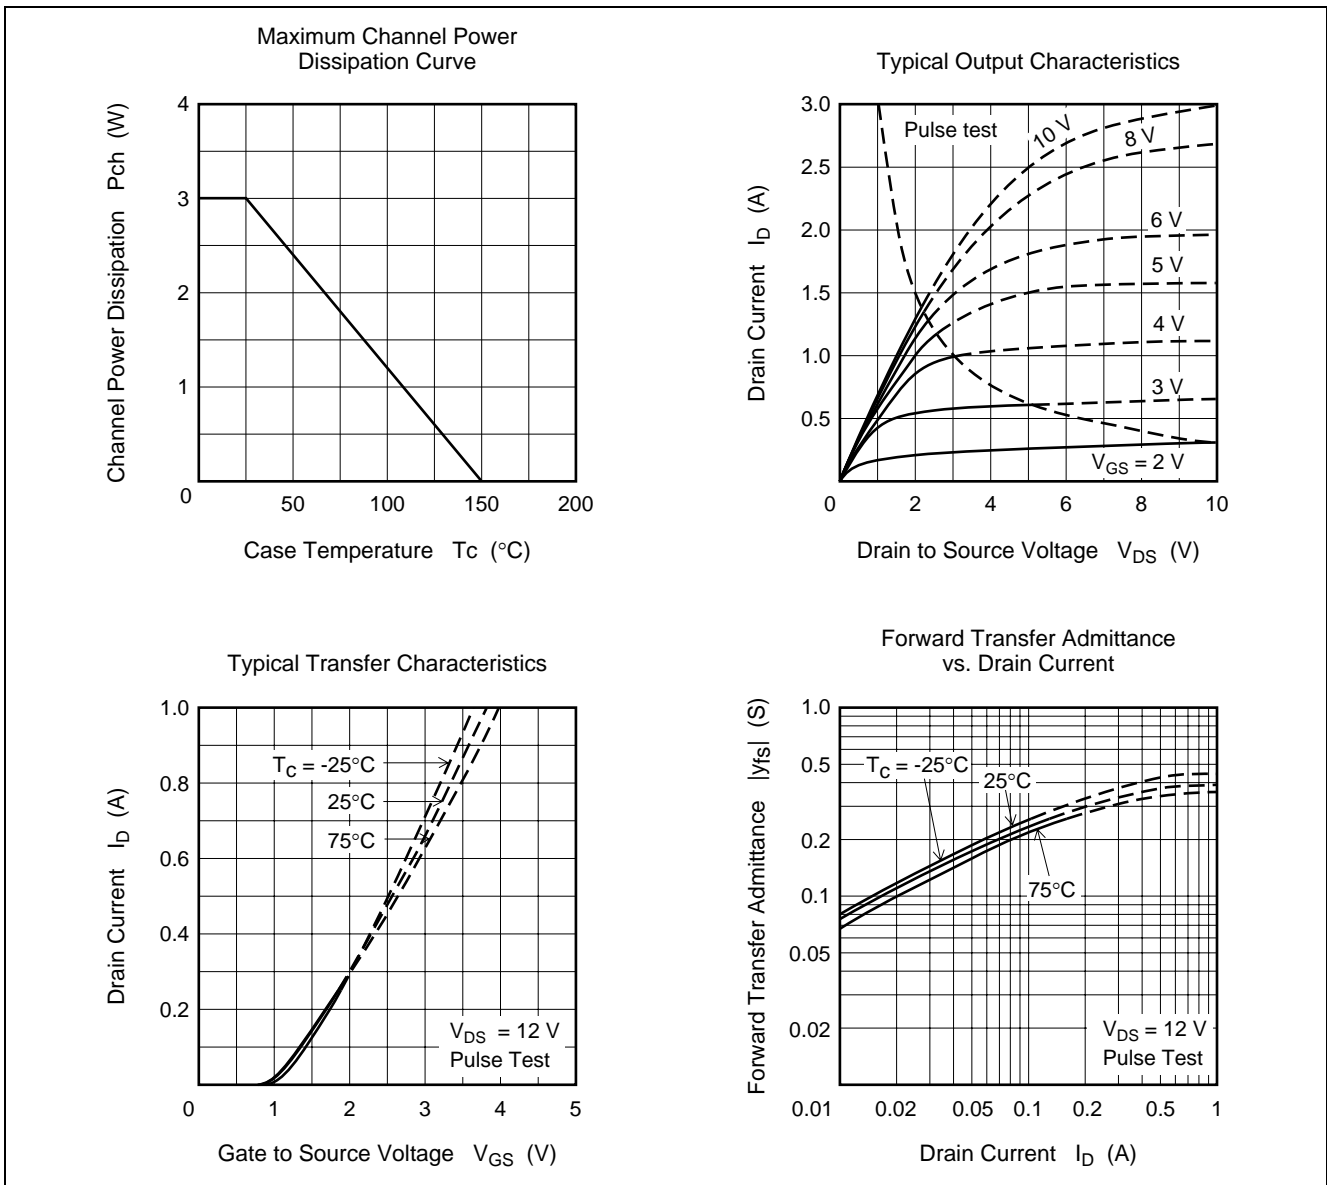 Maximum Channel Power
Dissipation Curve
Channel Power Dissipation Pch (W)
4
3
2
1
0
50 100 150 200
Case Temperature Tc (°C)
Typical Output Characteristics
Drain Current I_D (A)
3.0
2.5
2.0
1.5
1.0
0.5
0
2 4 6 8 10
Pulse test
10 V
8 V
6 V
5 V
4 V
3 V
V_GS = 2 V
Drain to Source Voltage V_DS (V)
Typical Transfer Characteristics
Drain Current I_D (A)
1.0
0.8
0.6
0.4
0.2
0
1 2 3 4 5
T_C = -25°C
25°C
75°C
V_DS = 12 V
Pulse Test
Gate to Source Voltage V_GS (V)
Forward Transfer Admittance
vs. Drain Current
Forward Transfer Admittance |y_fs| (S)
1.0
0.5
0.2
0.1
0.05
0.02
0.01 0.02 0.05 0.1 0.2 0.5 1
T_C = -25°C
25°C
75°C
V_DS = 12 V
Pulse Test
Drain Current I_D (A)